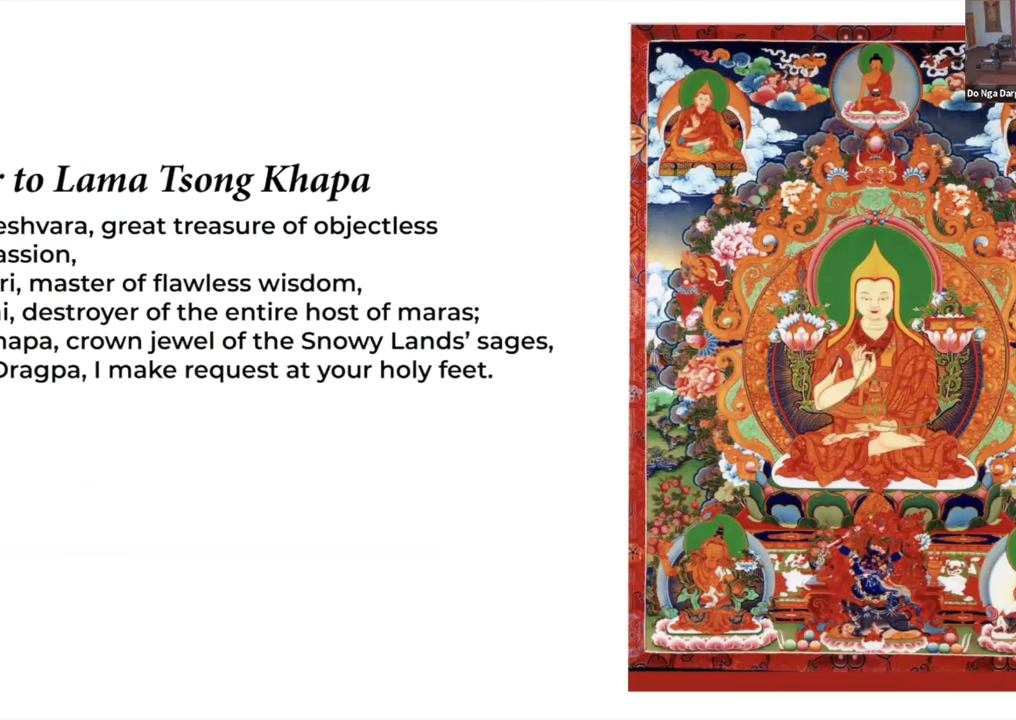 r to Lama Tsong Khapa
eshvara, great treasure of objectless
assion,
ri, master of flawless wisdom,
i, destroyer of the entire host of maras;
hapa, crown jewel of the Snowy Lands’ sages,
Dragpa, I make request at your holy feet.
Do Nga Darg